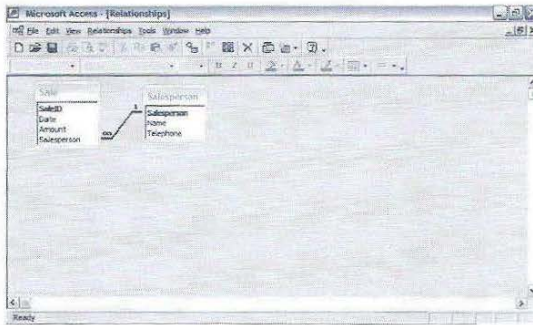 Microsoft Access - [Relationships]
File Edit View Relationships Tools Window Help
B I U
Sale
SaleID
Date
Amount
Salesperson
∞
1
Salesperson
Salesperson
Name
Telephone
Ready